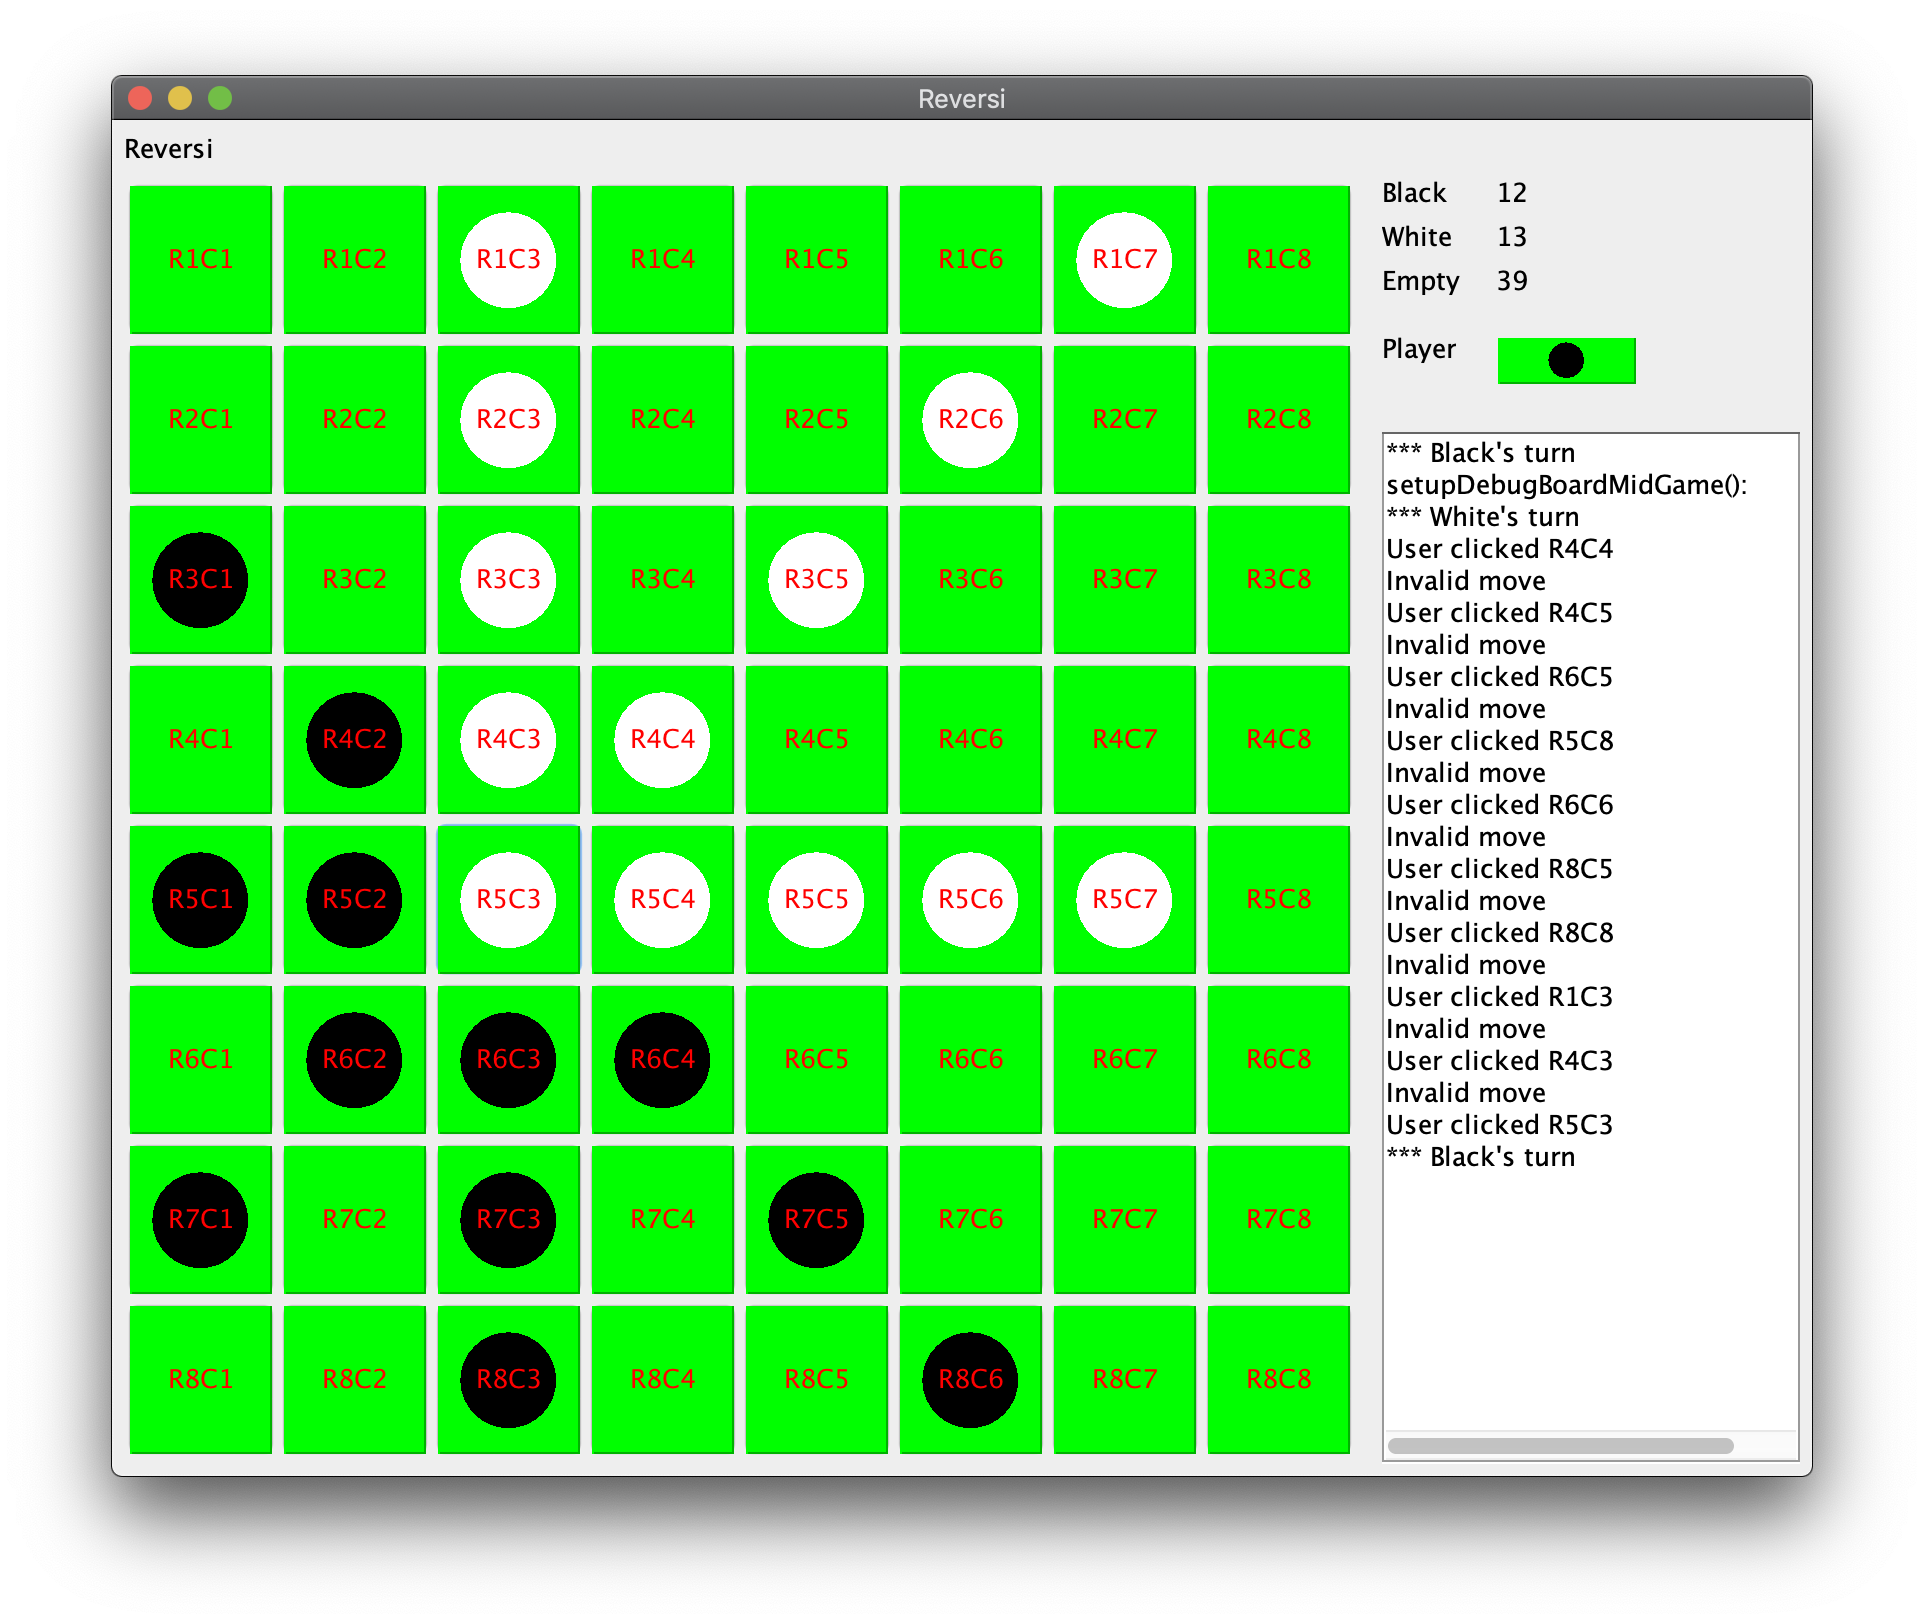 Reversi
Reversi
R1C1 R1C2 R1C3 R1C4 R1C5 R1C6 R1C7 R1C8
R2C1 R2C2 R2C3 R2C4 R2C5 R2C6 R2C7 R2C8
R3C1 R3C2 R3C3 R3C4 R3C5 R3C6 R3C7 R3C8
R4C1 R4C2 R4C3 R4C4 R4C5 R4C6 R4C7 R4C8
R5C1 R5C2 R5C3 R5C4 R5C5 R5C6 R5C7 R5C8
R6C1 R6C2 R6C3 R6C4 R6C5 R6C6 R6C7 R6C8
R7C1 R7C2 R7C3 R7C4 R7C5 R7C6 R7C7 R7C8
R8C1 R8C2 R8C3 R8C4 R8C5 R8C6 R8C7 R8C8
Black 12
White 13
Empty 39
Player
*** Black's turn
setupDebugBoardMidGame():
*** White's turn
User clicked R4C4
Invalid move
User clicked R4C5
Invalid move
User clicked R6C5
Invalid move
User clicked R5C8
Invalid move
User clicked R6C6
Invalid move
User clicked R8C5
Invalid move
User clicked R8C8
Invalid move
User clicked R1C3
Invalid move
User clicked R4C3
Invalid move
User clicked R5C3
*** Black's turn